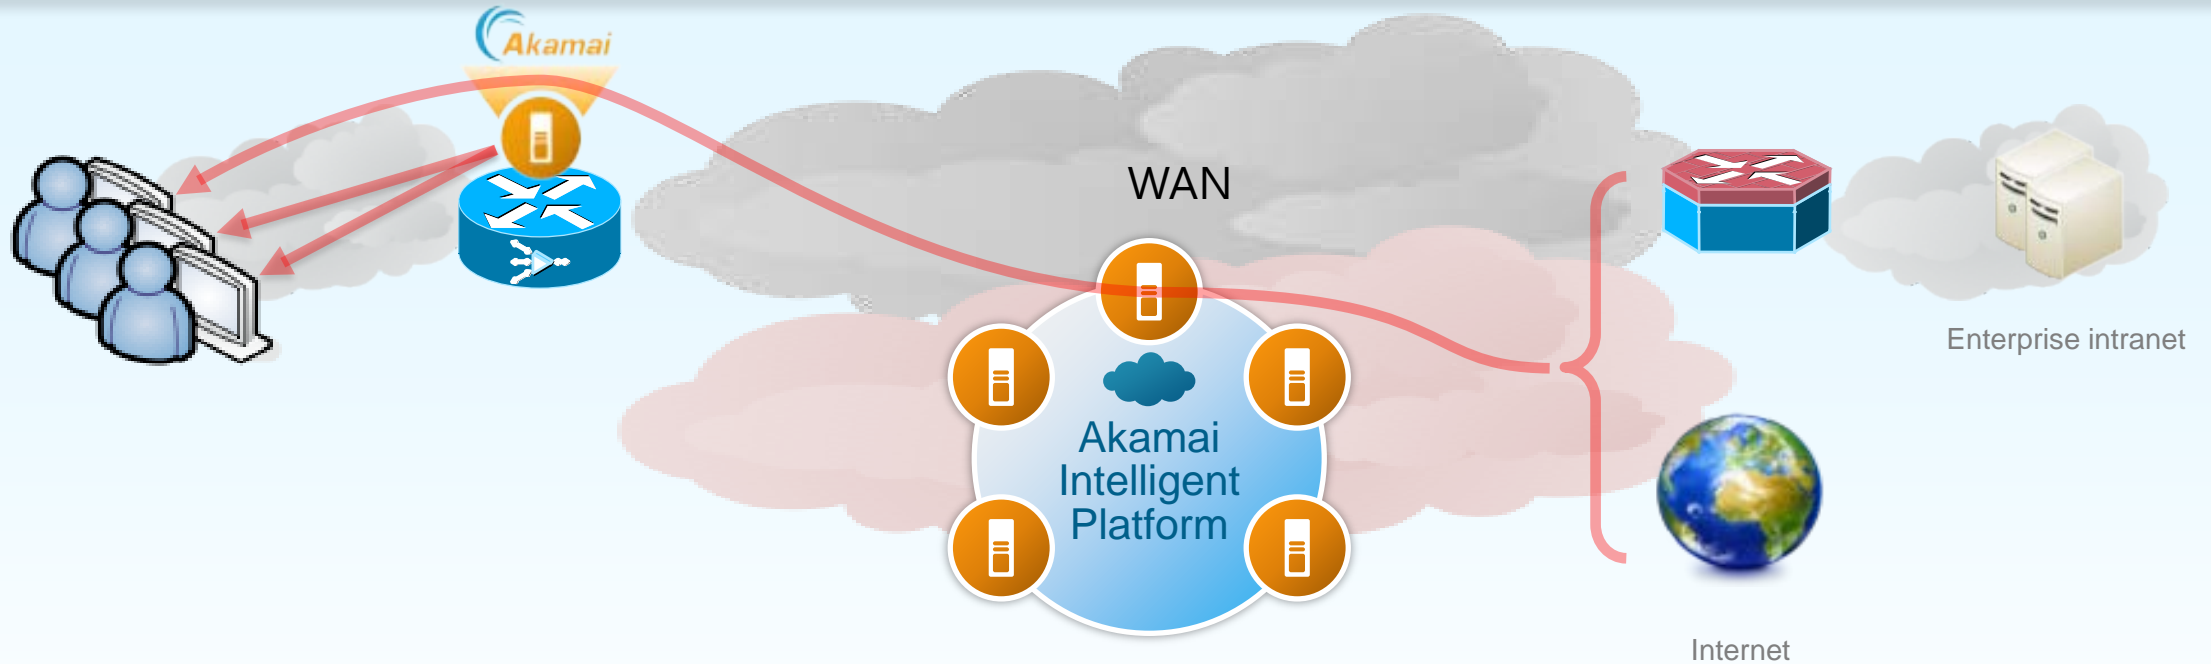 Akamai
WAN
Akamai
Intelligent
Platform
Enterprise intranet
Internet